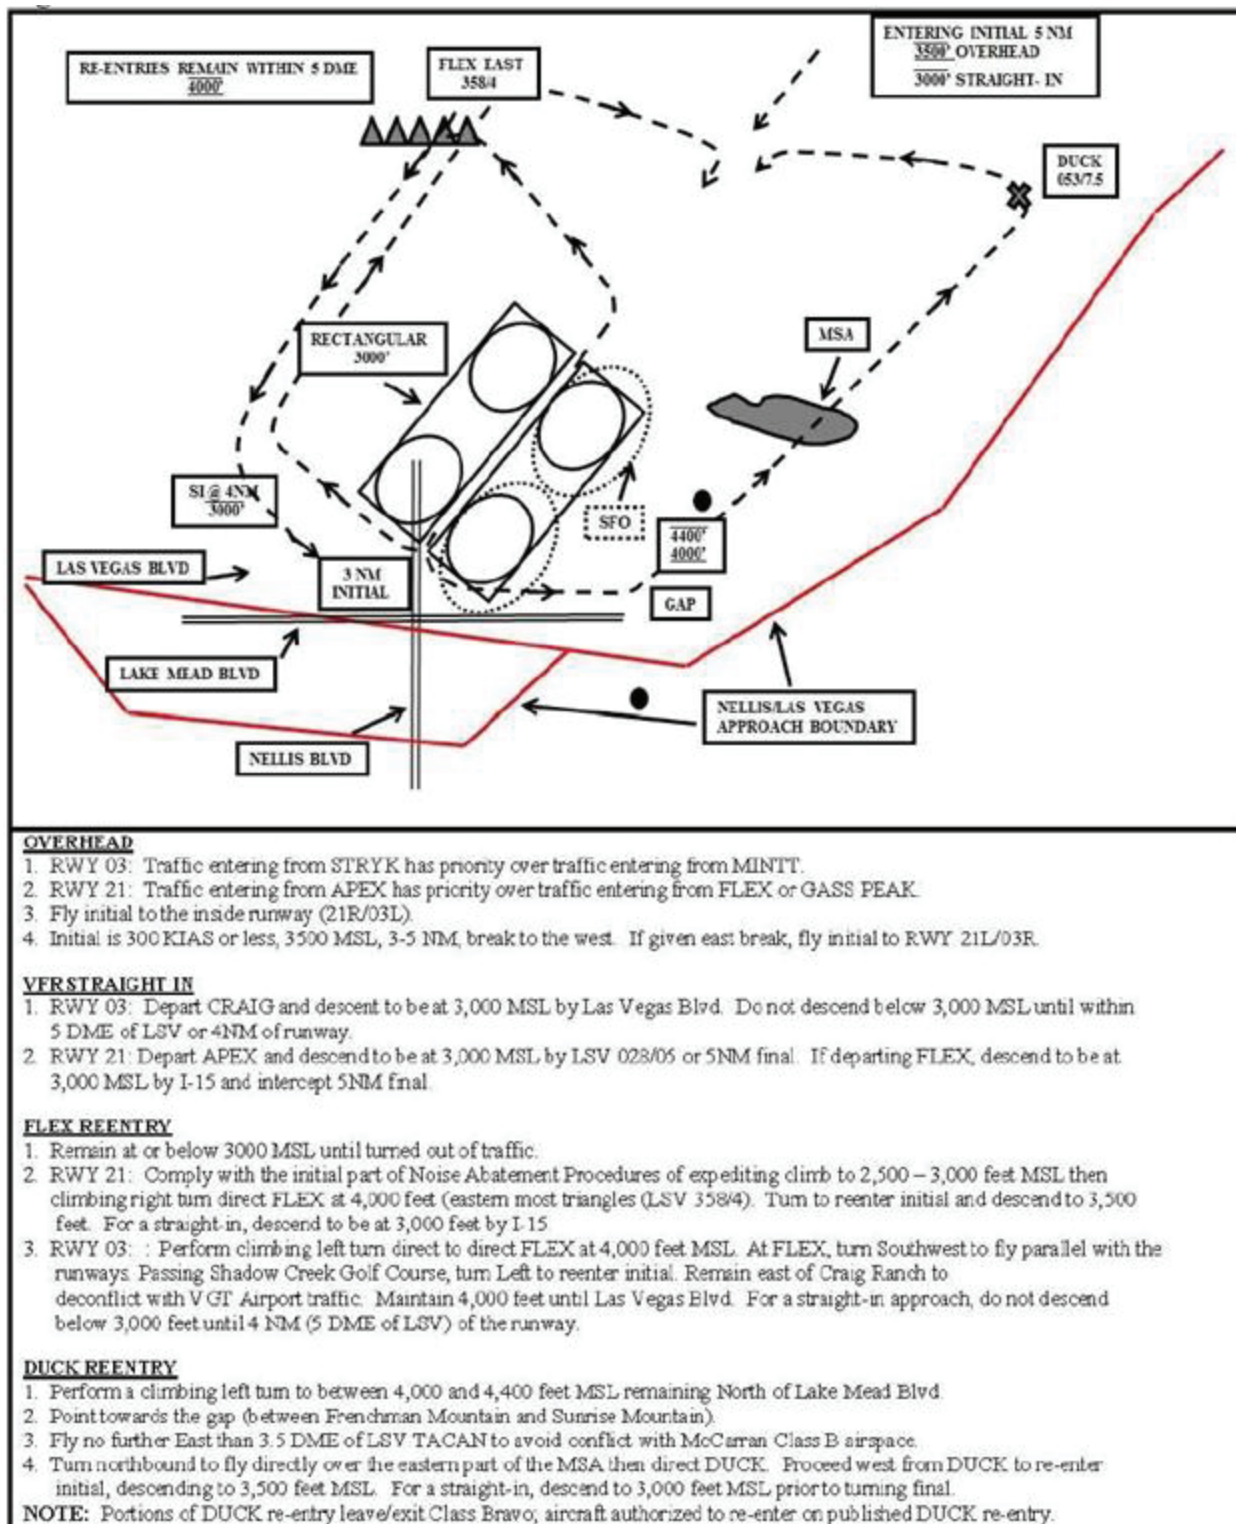 RE-ENTRIES REMAIN WITHIN 5 DME
4000'
FLEX EAST
358/4
ENTERING INITIAL 5 NM
3500' OVERHEAD
3000' STRAIGHT- IN
DUCK
053/7.5
RECTANGULAR
3000'
MSA
SI @ 4NM
3000'
SFO
4400'
4000'
LAS VEGAS BLVD
3 NM
INITIAL
GAP
LAKE MEAD BLVD
NELLIS/LAS VEGAS
APPROACH BOUNDARY
NELLIS BLVD
OVERHEAD
1. RWY 03: Traffic entering from STRYK has priority over traffic entering from MINTT.
2. RWY 21: Traffic entering from APEX has priority over traffic entering from FLEX or GASS PEAK.
3. Fly initial to the inside runway (21R/03L).
4. Initial is 300 KIAS or less, 3500 MSL, 3-5 NM, break to the west. If given east break, fly initial to RWY 21L/03R.
VFR STRAIGHT IN
1. RWY 03: Depart CRAIG and descent to be at 3,000 MSL by Las Vegas Blvd. Do not descend below 3,000 MSL until within
5 DME of LSV or 4NM of runway.
2. RWY 21: Depart APEX and descend to be at 3,000 MSL by LSV 028/05 or 5NM final. If departing FLEX, descend to be at
3,000 MSL by I-15 and intercept 5NM final.
FLEX REENTRY
1. Remain at or below 3000 MSL until turned out of traffic.
2. RWY 21: Comply with the initial part of Noise Abatement Procedures of expediting climb to 2,500 – 3,000 feet MSL then
climbing right turn direct FLEX at 4,000 feet (eastern most triangles (LSV 358/4). Turn to reenter initial and descend to 3,500
feet. For a straight-in, descend to be at 3,000 feet by I-15
3. RWY 03: : Perform climbing left turn direct to direct FLEX at 4,000 feet MSL. At FLEX, turn Southwest to fly parallel with the
runways. Passing Shadow Creek Golf Course, turn Left to reenter initial. Remain east of Craig Ranch to
deconflict with VGT Airport traffic. Maintain 4,000 feet until Las Vegas Blvd. For a straight-in approach, do not descend
below 3,000 feet until 4 NM (5 DME of LSV) of the runway.
DUCK REENTRY
1. Perform a climbing left turn to between 4,000 and 4,400 feet MSL remaining North of Lake Mead Blvd
2. Point towards the gap (between Frenchman Mountain and Sunrise Mountain).
3. Fly no further East than 3.5 DME of LSV TACAN to avoid conflict with McCarran Class B airspace.
4. Turn northbound to fly directly over the eastern part of the MSA then direct DUCK. Proceed west from DUCK to re-enter
initial, descending to 3,500 feet MSL. For a straight-in, descend to 3,000 feet MSL prior to turning final.
NOTE: Portions of DUCK re-entry leave/exit Class Bravo; aircraft authorized to re-enter on published DUCK re-entry.